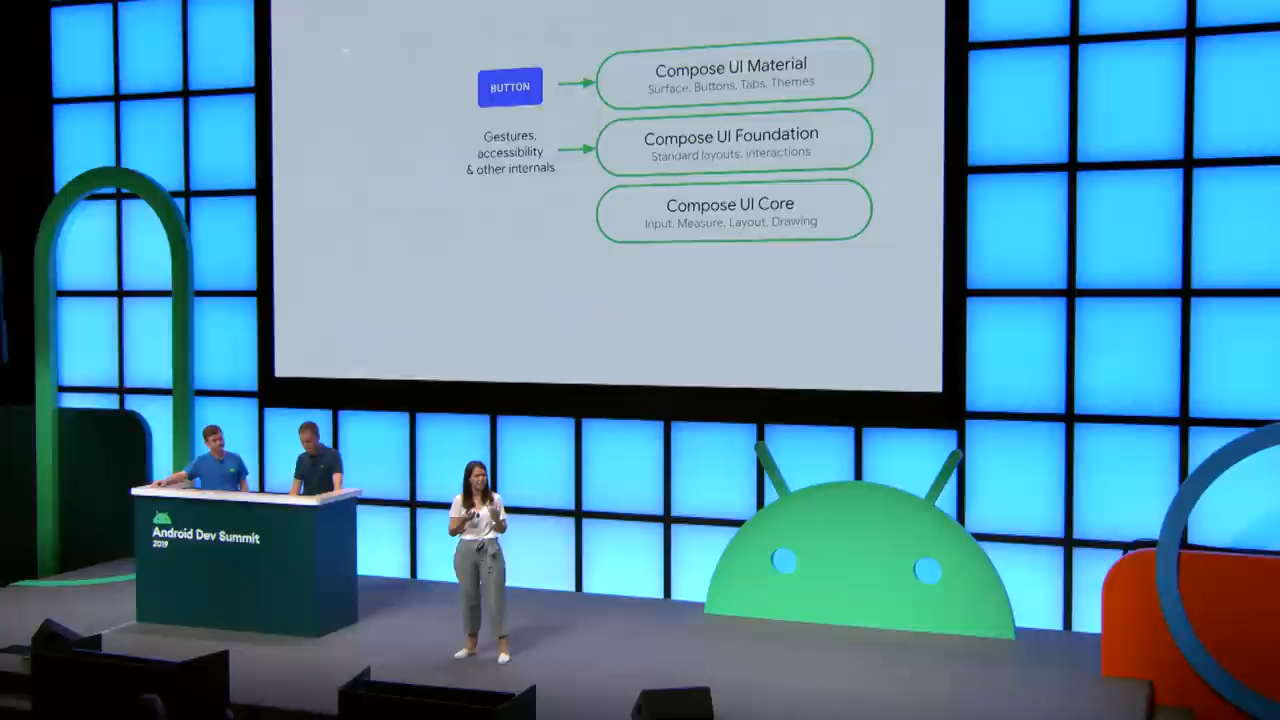 BUTTON
Compose UI Material
Surface, Buttons, Tabs, Themes
Gestures,
accessibility
& other internals
Compose UI Foundation
Standard layouts, interactions
Compose UI Core
Input, Measure, Layout, Drawing
Android Dev Summit
2019